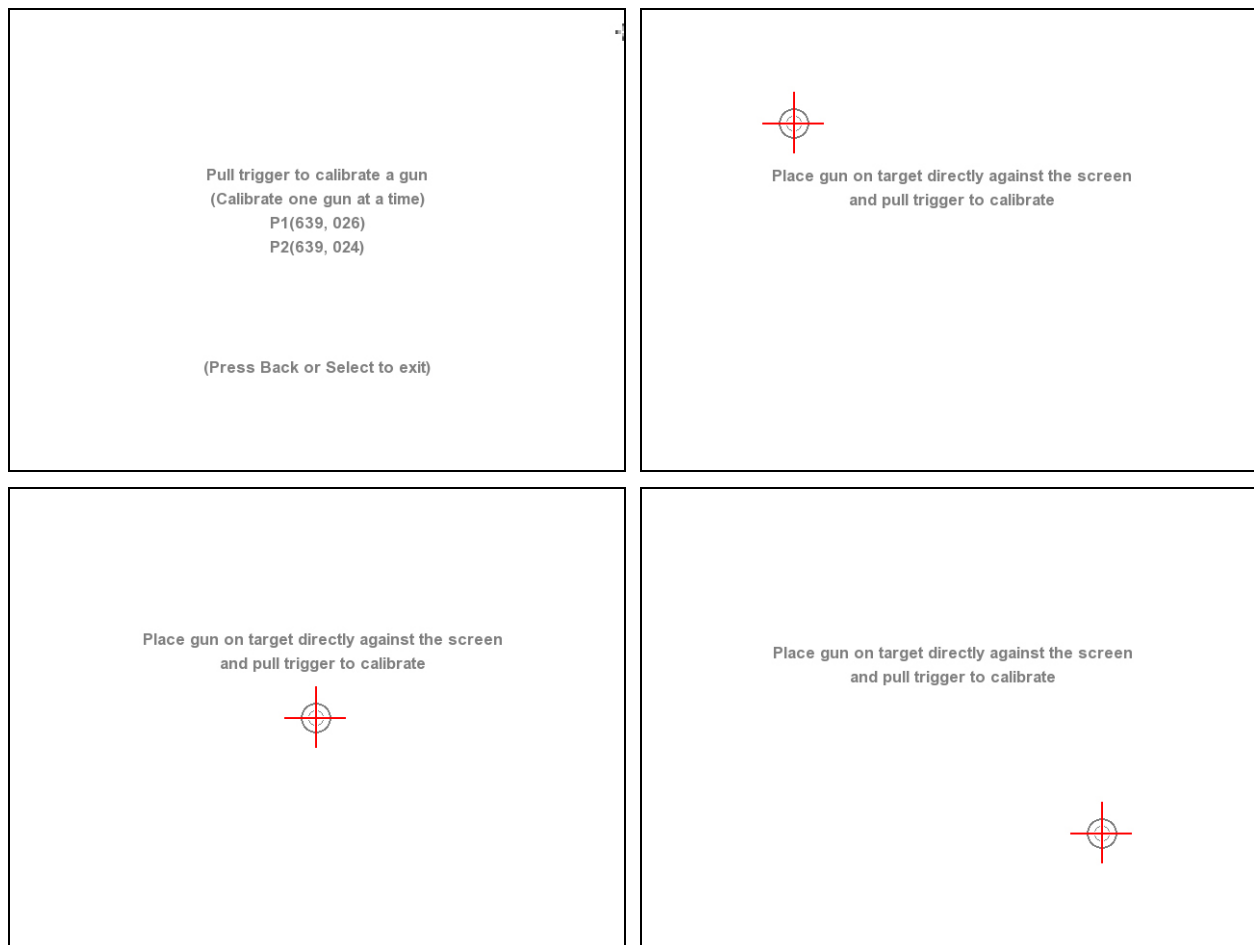 Pull trigger to calibrate a gun
(Calibrate one gun at a time)
P1(639, 026)
P2(639, 024)
(Press Back or Select to exit)
Place gun on target directly against the screen
and pull trigger to calibrate
Place gun on target directly against the screen
and pull trigger to calibrate
Place gun on target directly against the screen
and pull trigger to calibrate